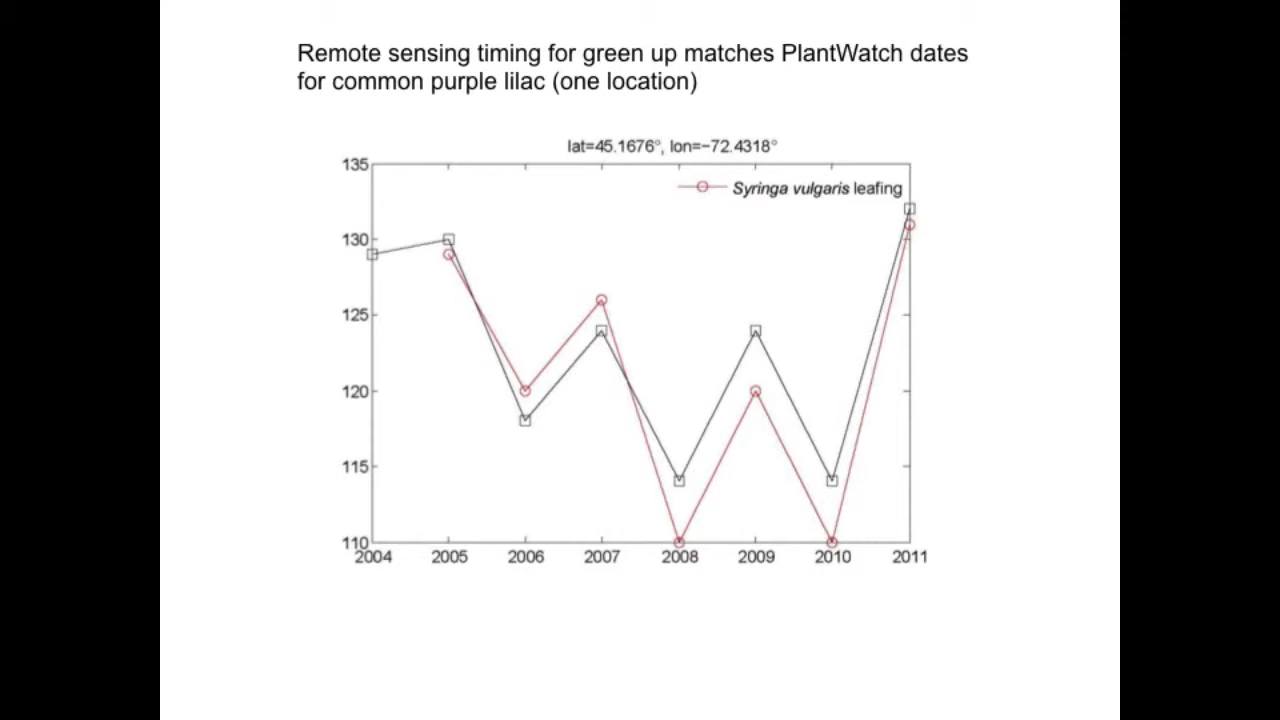 Remote sensing timing for green up matches PlantWatch dates
for common purple lilac (one location)
lat=45.1676°, lon=−72.4318°
Syringa vulgaris leafing
135
130
125
120
115
110
2004 2005 2006 2007 2008 2009 2010 2011